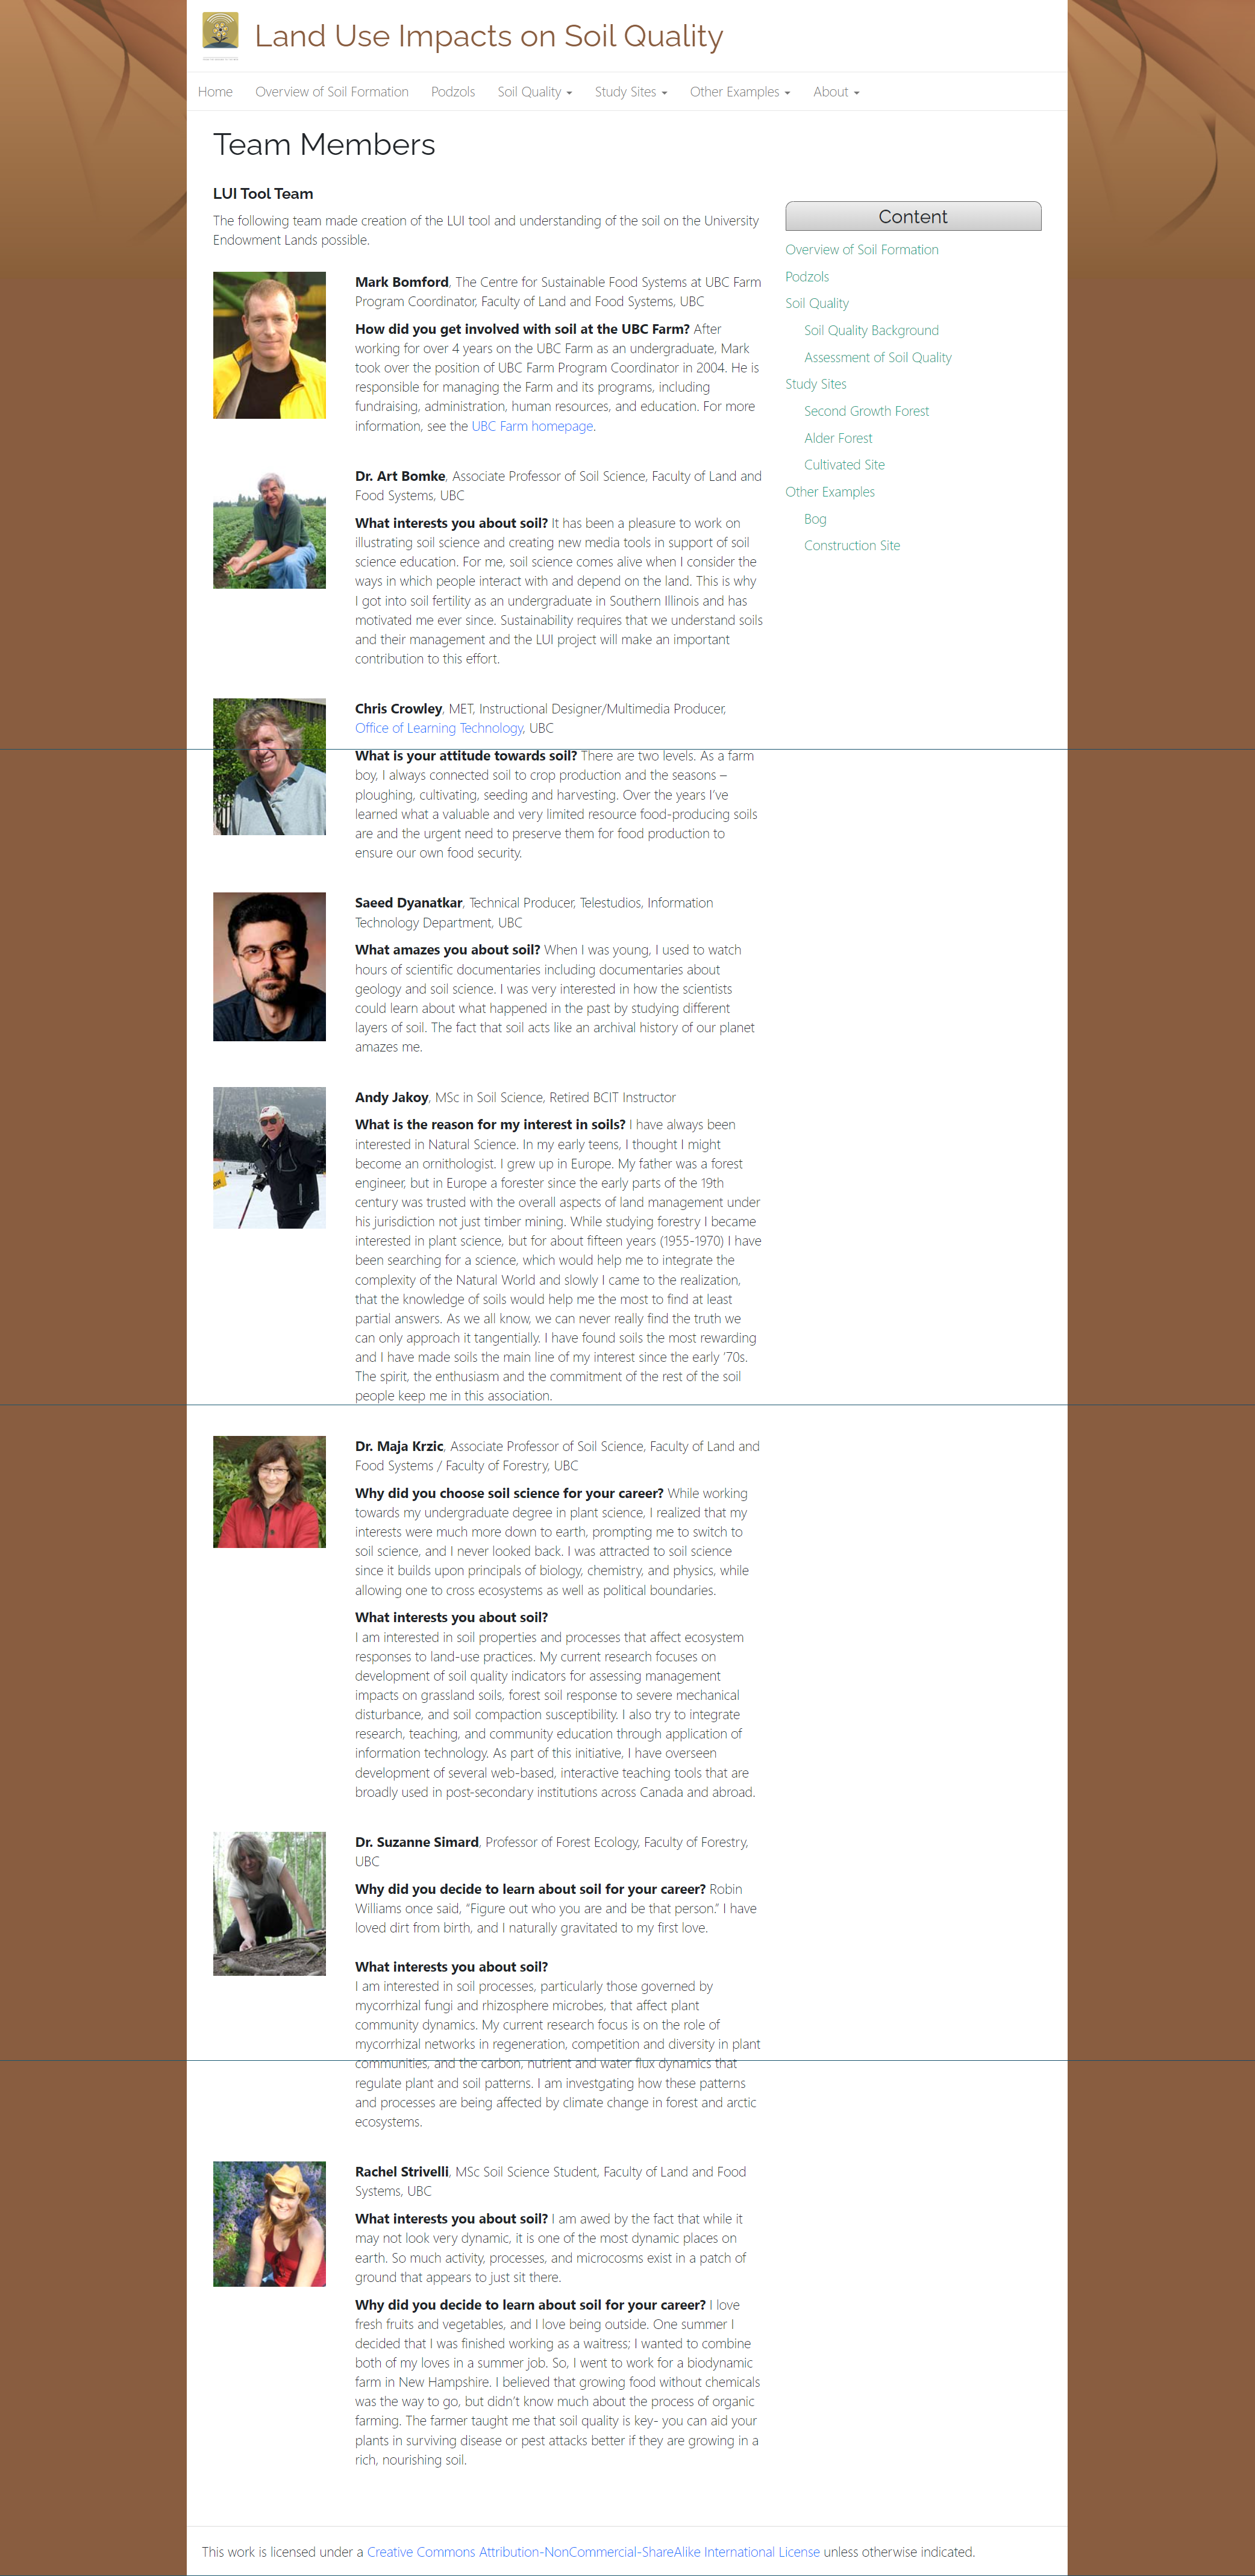 Land Use Impacts on Soil Quality
Home Overview of Soil Formation Podzols Soil Quality Study Sites Other Examples About
Team Members
LUI Tool Team
The following team made creation of the LUI tool and understanding of the soil on the University
Endowment Lands possible.
Mark Bomford, The Centre for Sustainable Food Systems at UBC Farm
Program Coordinator, Faculty of Land and Food Systems, UBC
How did you get involved with soil at the UBC Farm? After
working for over 4 years on the UBC Farm as an undergraduate, Mark
took over the position of UBC Farm Program Coordinator in 2004. He is
responsible for managing the Farm and its programs, including
fundraising, administration, human resources, and education. For more
information, see the UBC Farm homepage.
Dr. Art Bomke, Associate Professor of Soil Science, Faculty of Land and
Food Systems, UBC
What interests you about soil? It has been a pleasure to work on
illustrating soil science and creating new media tools in support of soil
science education. For me, soil science comes alive when I consider the
ways in which people interact with and depend on the land. This is why
I got into soil fertility as an undergraduate in Southern Illinois and has
motivated me ever since. Sustainability requires that we understand soils
and their management and the LUI project will make an important
contribution to this effort.
Chris Crowley, MET, Instructional Designer/Multimedia Producer,
Office of Learning Technology, UBC
What is your attitude towards soil? There are two levels. As a farm
boy, I always connected soil to crop production and the seasons –
ploughing, cultivating, seeding and harvesting. Over the years I've
learned what a valuable and very limited resource food-producing soils
are and the urgent need to preserve them for food production to
ensure our own food security.
Saeed Dyanatkar, Technical Producer, Telestudios, Information
Technology Department, UBC
What amazes you about soil? When I was young, I used to watch
hours of scientific documentaries including documentaries about
geology and soil science. I was very interested in how the scientists
could learn about what happened in the past by studying different
layers of soil. The fact that soil acts like an archival history of our planet
amazes me.
Andy Jakoy, MSc in Soil Science, Retired BCIT Instructor
What is the reason for my interest in soils? I have always been
interested in Natural Science. In my early teens, I thought I might
become an ornithologist. I grew up in Europe. My father was a forest
engineer, but in Europe a forester since the early parts of the 19th
century was trusted with the overall aspects of land management under
his jurisdiction not just timber mining. While studying forestry I became
interested in plant science, but for about fifteen years (1955-1970) I have
been searching for a science, which would help me to integrate the
complexity of the Natural World and slowly I came to the realization,
that the knowledge of soils would help me the most to find at least
partial answers. As we all know, we can never really find the truth we
can only approach it tangentially. I have found soils the most rewarding
and I have made soils the main line of my interest since the early '70s.
The spirit, the enthusiasm and the commitment of the rest of the soil
people keep me in this association.
Dr. Maja Krzic, Associate Professor of Soil Science, Faculty of Land and
Food Systems / Faculty of Forestry, UBC
Why did you choose soil science for your career? While working
towards my undergraduate degree in plant science, I realized that my
interests were much more down to earth, prompting me to switch to
soil science, and I never looked back. I was attracted to soil science
since it builds upon principals of biology, chemistry, and physics, while
allowing one to cross ecosystems as well as political boundaries.
What interests you about soil?
I am interested in soil properties and processes that affect ecosystem
responses to land-use practices. My current research focuses on
development of soil quality indicators for assessing management
impacts on grassland soils, forest soil response to severe mechanical
disturbance, and soil compaction susceptibility. I also try to integrate
research, teaching, and community education through application of
information technology. As part of this initiative, I have overseen
development of several web-based, interactive teaching tools that are
broadly used in post-secondary institutions across Canada and abroad.
Dr. Suzanne Simard, Professor of Forest Ecology, Faculty of Forestry,
UBC
Why did you decide to learn about soil for your career? Robin
Williams once said, "Figure out who you are and be that person." I have
loved dirt from birth, and I naturally gravitated to my first love.
What interests you about soil?
I am interested in soil processes, particularly those governed by
mycorrhizal fungi and rhizosphere microbes, that affect plant
community dynamics. My current research focus is on the role of
mycorrhizal networks in regeneration, competition and diversity in plant
communities, and the carbon, nutrient and water flux dynamics that
regulate plant and soil patterns. I am investgating how these patterns
and processes are being affected by climate change in forest and arctic
ecosystems.
Rachel Strivelli, MSc Soil Science Student, Faculty of Land and Food
Systems, UBC
What interests you about soil? I am awed by the fact that while it
may not look very dynamic, it is one of the most dynamic places on
earth. So much activity, processes, and microcosms exist in a patch of
ground that appears to just sit there.
Why did you decide to learn about soil for your career? I love
fresh fruits and vegetables, and I love being outside. One summer I
decided that I was finished working as a waitress; I wanted to combine
both of my loves in a summer job. So, I went to work for a biodynamic
farm in New Hampshire. I believed that growing food without chemicals
was the way to go, but didn't know much about the process of organic
farming. The farmer taught me that soil quality is key- you can aid your
plants in surviving disease or pest attacks better if they are growing in a
rich, nourishing soil.
Content
Overview of Soil Formation
Podzols
Soil Quality
Soil Quality Background
Assessment of Soil Quality
Study Sites
Second Growth Forest
Alder Forest
Cultivated Site
Other Examples
Bog
Construction Site
This work is licensed under a Creative Commons Attribution-NonCommercial-ShareAlike International License unless otherwise indicated.